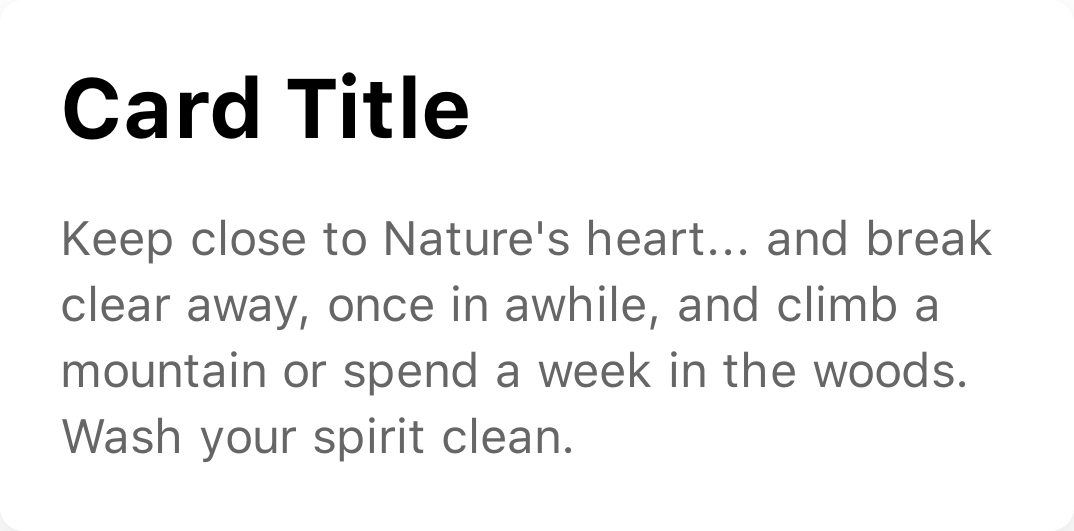 Card Title
Keep close to Nature's heart... and break
clear away, once in awhile, and climb a
mountain or spend a week in the woods.
Wash your spirit clean.